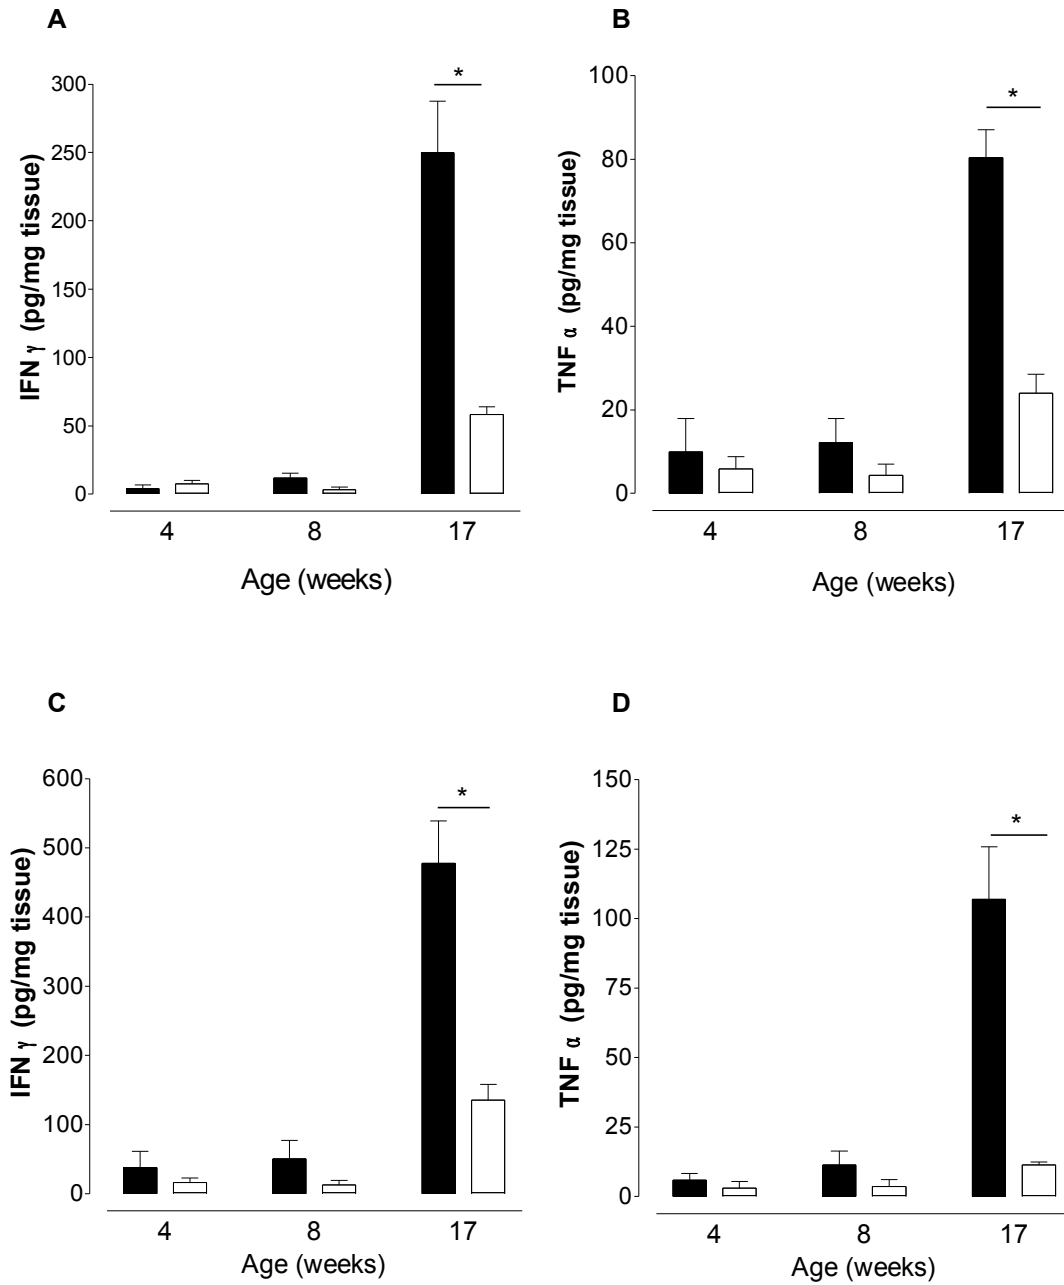 A
IFN γ (pg/mg tissue)
300
250
200
150
100
50
0
*
4 8 17
Age (weeks)
B
TNF α (pg/mg tissue)
100
80
60
40
20
0
*
4 8 17
Age (weeks)
C
IFN γ (pg/mg tissue)
600
500
400
300
200
100
0
*
4 8 17
Age (weeks)
D
TNF α (pg/mg tissue)
150
125
100
75
50
25
0
*
4 8 17
Age (weeks)